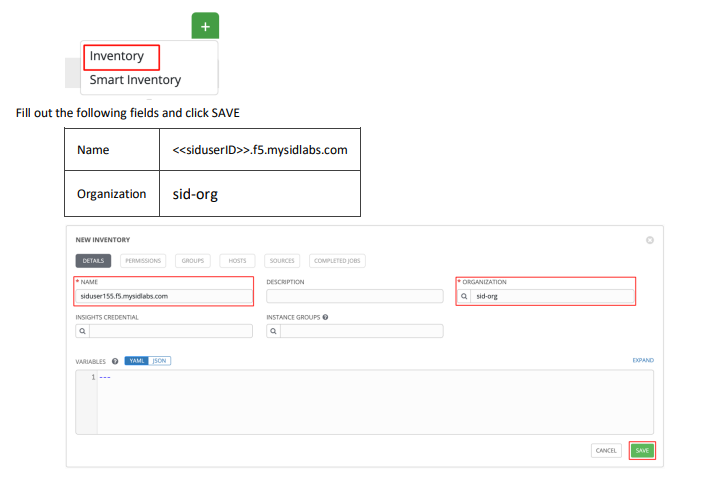 +
Inventory
Smart Inventory
Fill out the following fields and click SAVE
Name <<siduserID>>.f5.mysidlabs.com
Organization sid-org
NEW INVENTORY
DETAILS PERMISSIONS GROUPS HOSTS SOURCES COMPLETED JOBS
* NAME DESCRIPTION * ORGANIZATION
siduser155.f5.mysidlabs.com sid-org
INSIGHTS CREDENTIAL INSTANCE GROUPS ?
VARIABLES ? YAML JSON EXPAND
1 ---
CANCEL SAVE